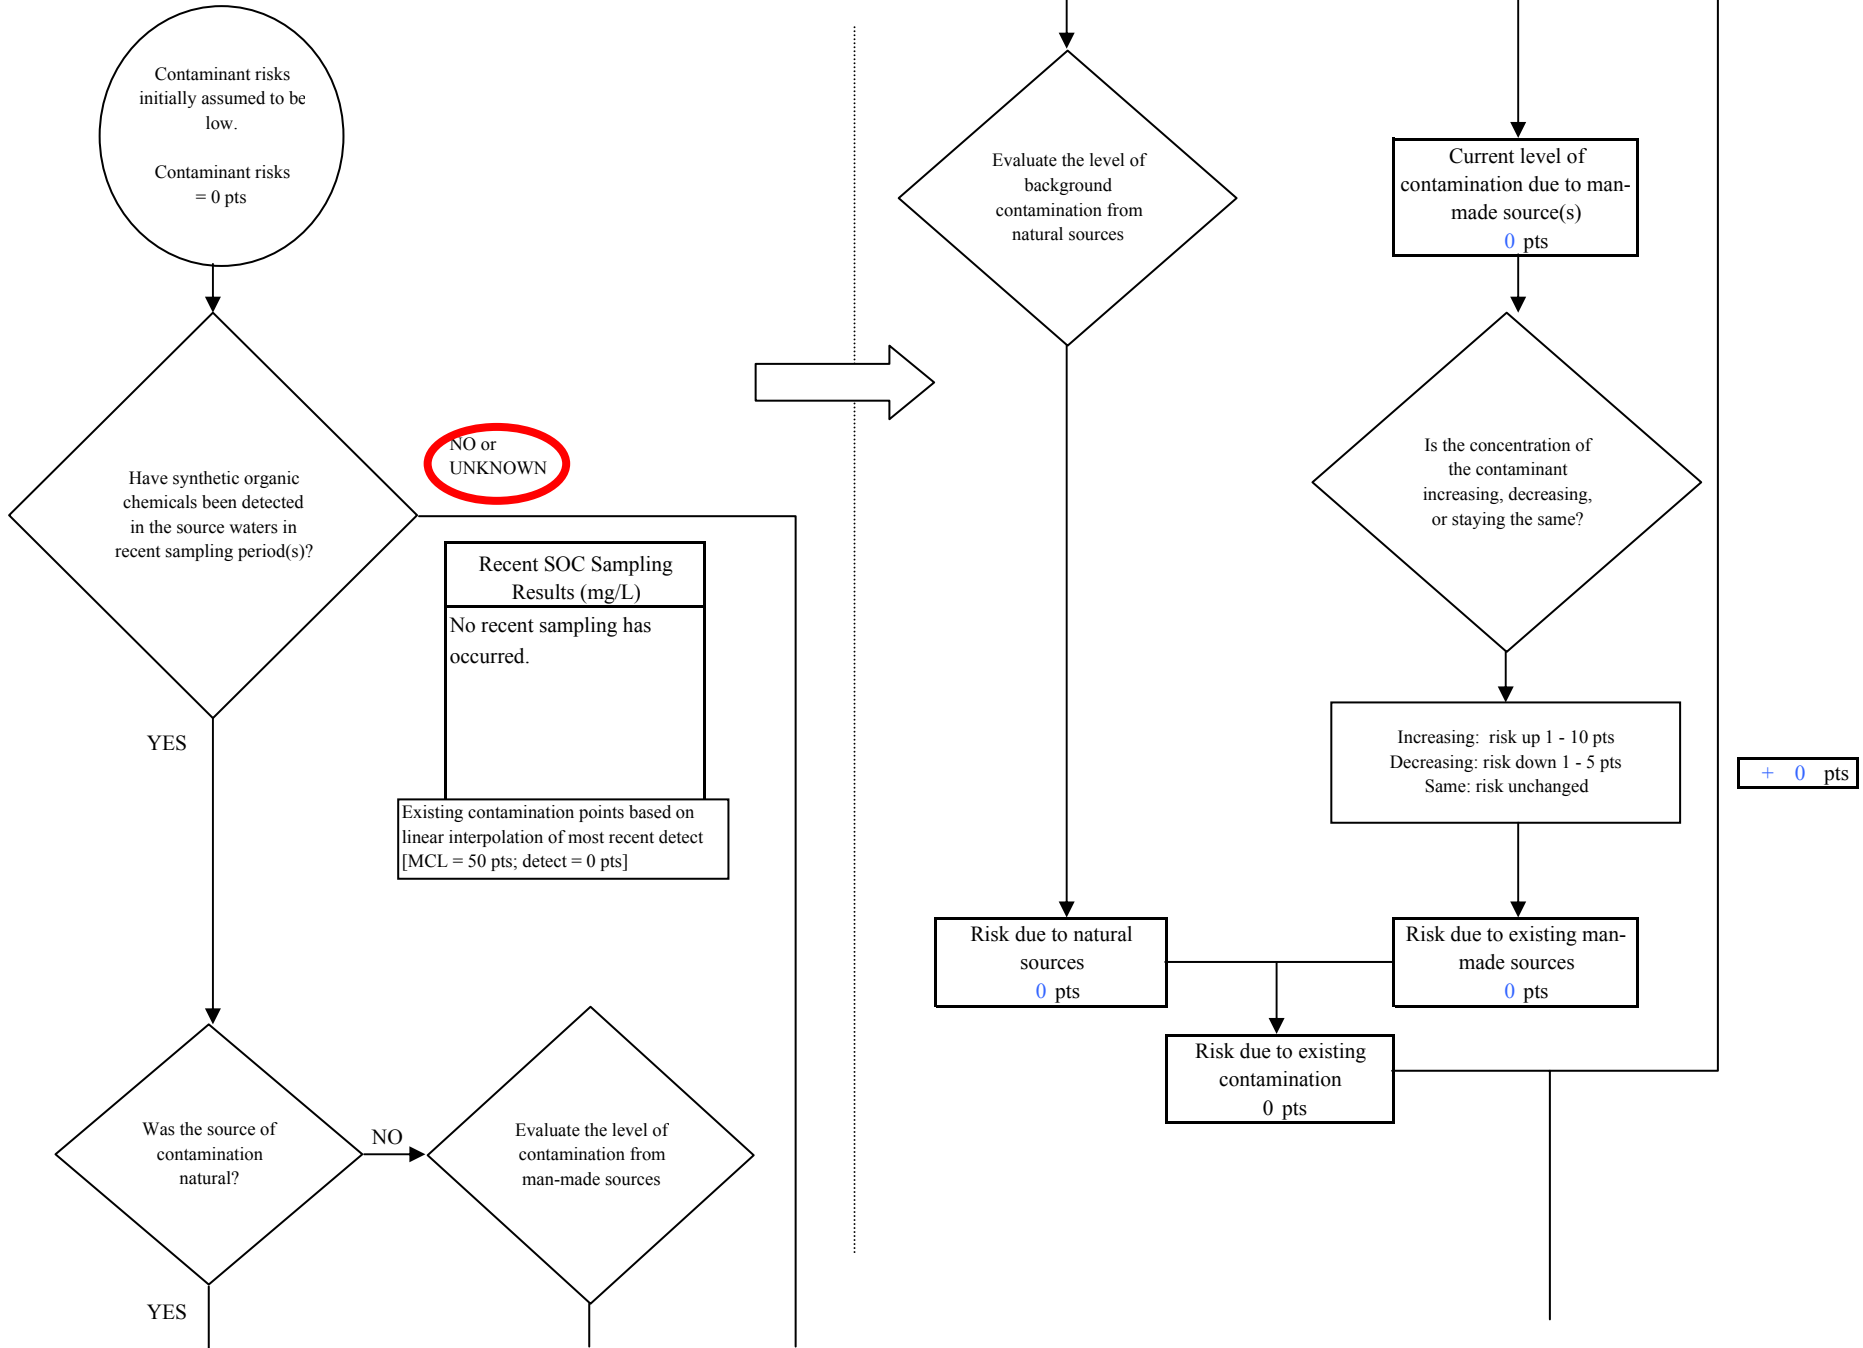 Contaminant risks
initially assumed to be
low.
Contaminant risks
= 0 pts
Have synthetic organic
chemicals been detected
in the source waters in
recent sampling period(s)?
NO or
UNKNOWN
Recent SOC Sampling
Results (mg/L)
No recent sampling has
occurred.
Existing contamination points based on
linear interpolation of most recent detect
[MCL = 50 pts; detect = 0 pts]
YES
Was the source of
contamination
natural?
NO
Evaluate the level of
contamination from
man-made sources
YES
Evaluate the level of
background
contamination from
natural sources
Current level of
contamination due to man-
made source(s)
0 pts
Is the concentration of
the contaminant
increasing, decreasing,
or staying the same?
Increasing: risk up 1 - 10 pts
Decreasing: risk down 1 - 5 pts
Same: risk unchanged
+ 0 pts
Risk due to natural
sources
0 pts
Risk due to existing man-
made sources
0 pts
Risk due to existing
contamination
0 pts